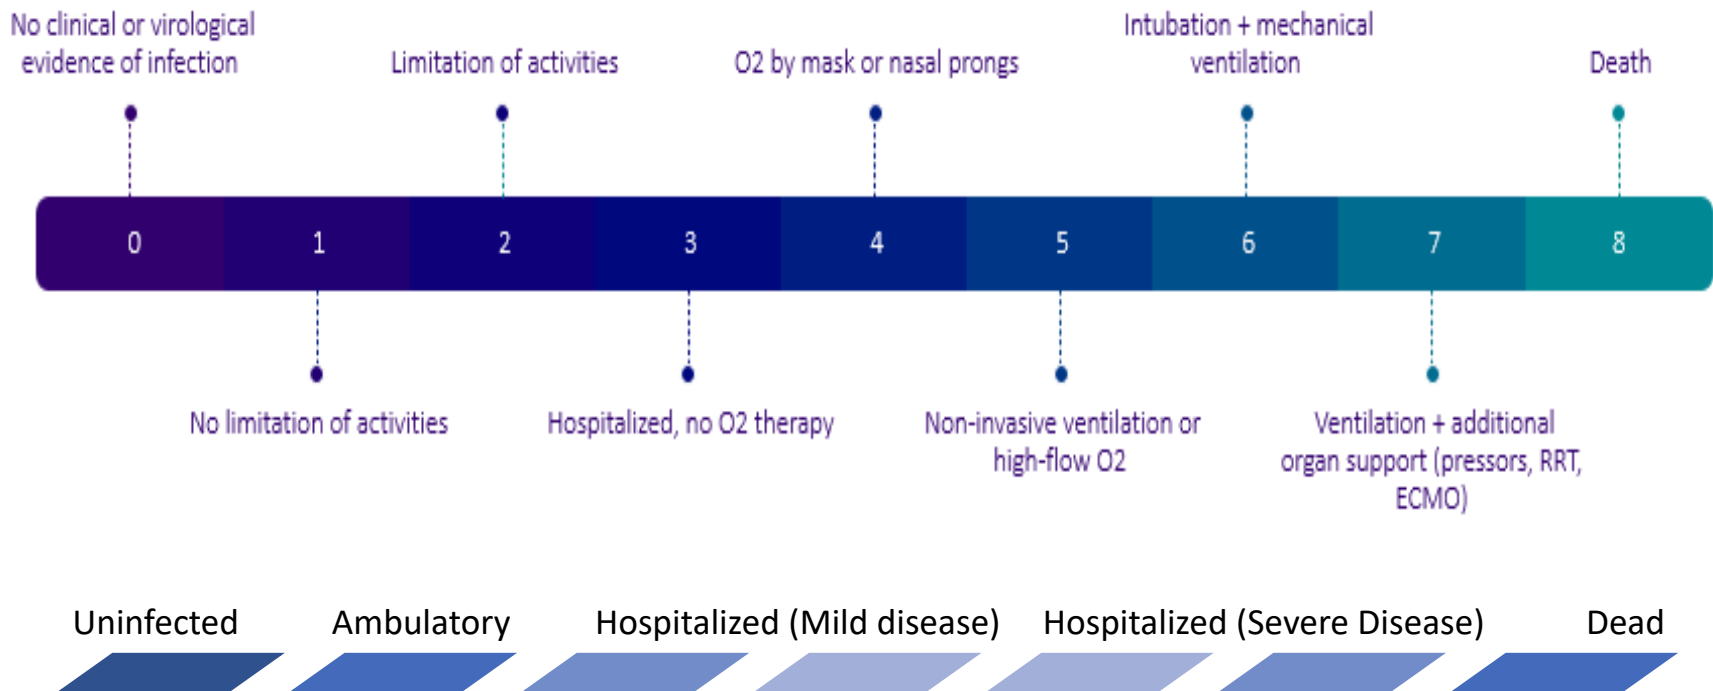 No clinical or virological
evidence of infection
Limitation of activities
O2 by mask or nasal prongs
Intubation + mechanical
ventilation
Death
0
1
2
3
4
5
6
7
8
No limitation of activities
Hospitalized, no O2 therapy
Non-invasive ventilation or
high-flow O2
Ventilation + additional
organ support (pressors, RRT,
ECMO)
Uninfected
Ambulatory
Hospitalized (Mild disease)
Hospitalized (Severe Disease)
Dead